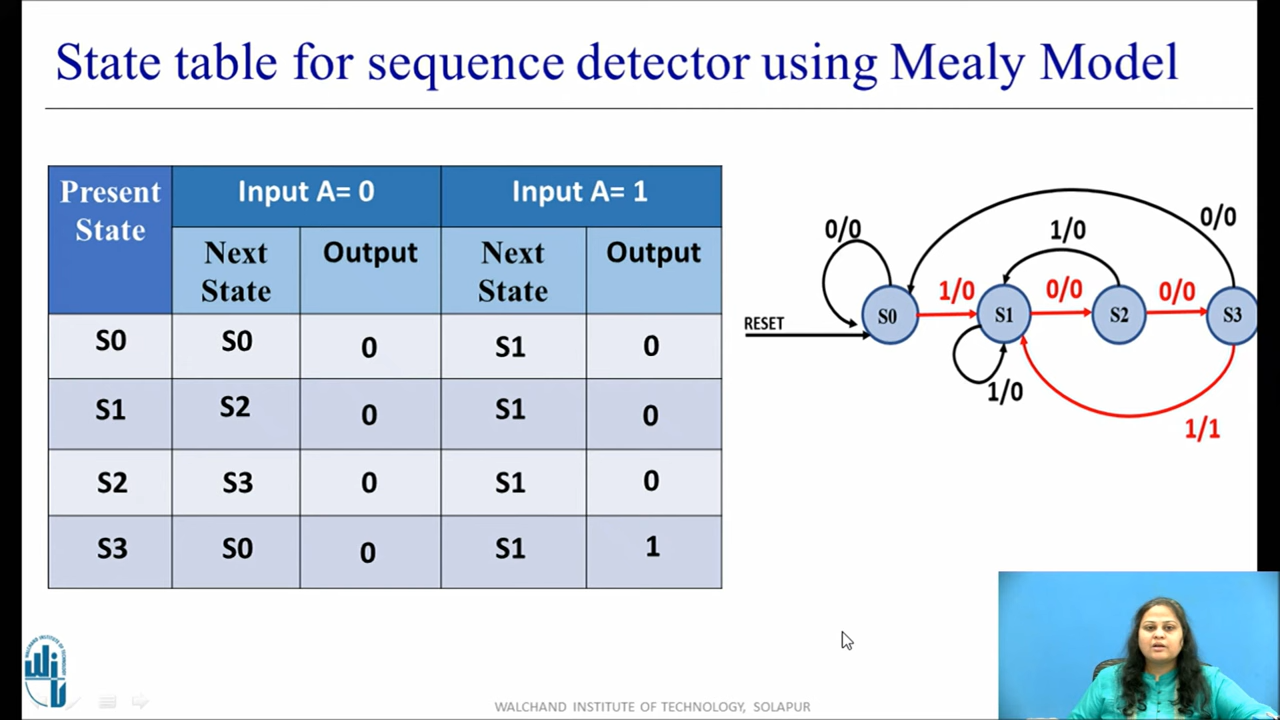 State table for sequence detector using Mealy Model
Present State
Input A= 0
Input A= 1
Next State
Output
Next State
Output
S0 S0 0 S1 0
S1 S2 0 S1 0
S2 S3 0 S1 0
S3 S0 0 S1 1
0/0
1/0
0/0
RESET
S0
1/0
S1
0/0
S2
0/0
S3
1/0
1/1
WALCHAND INSTITUTE OF TECHNOLOGY, SOLAPUR